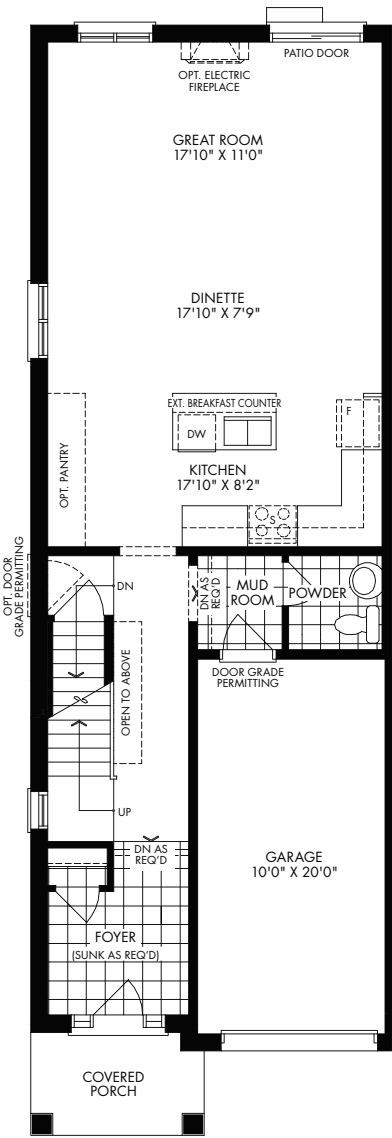 PATIO DOOR
OPT. ELECTRIC
FIREPLACE
GREAT ROOM
17'10" X 11'0"
DINETTE
17'10" X 7'9"
EXT. BREAKFAST COUNTER
F
DW
OPT. PANTRY
KITCHEN
17'10" X 8'2"
S
OPT. DOOR
GRADE PERMITTING
DN
DN AS
REQ'D
MUD
ROOM
POWDER
OPEN TO ABOVE
DOOR GRADE
PERMITTING
UP
DN AS
REQ'D
GARAGE
10'0" X 20'0"
FOYER
(SUNK AS REQ'D)
COVERED
PORCH